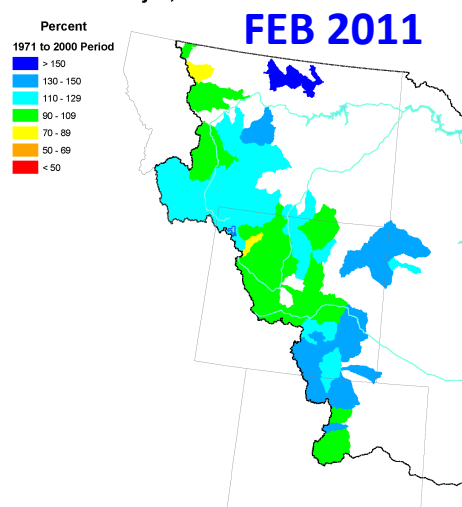 FEB 2011
Percent
1971 to 2000 Period
> 150
130 - 150
110 - 129
90 - 109
70 - 89
50 - 69
< 50